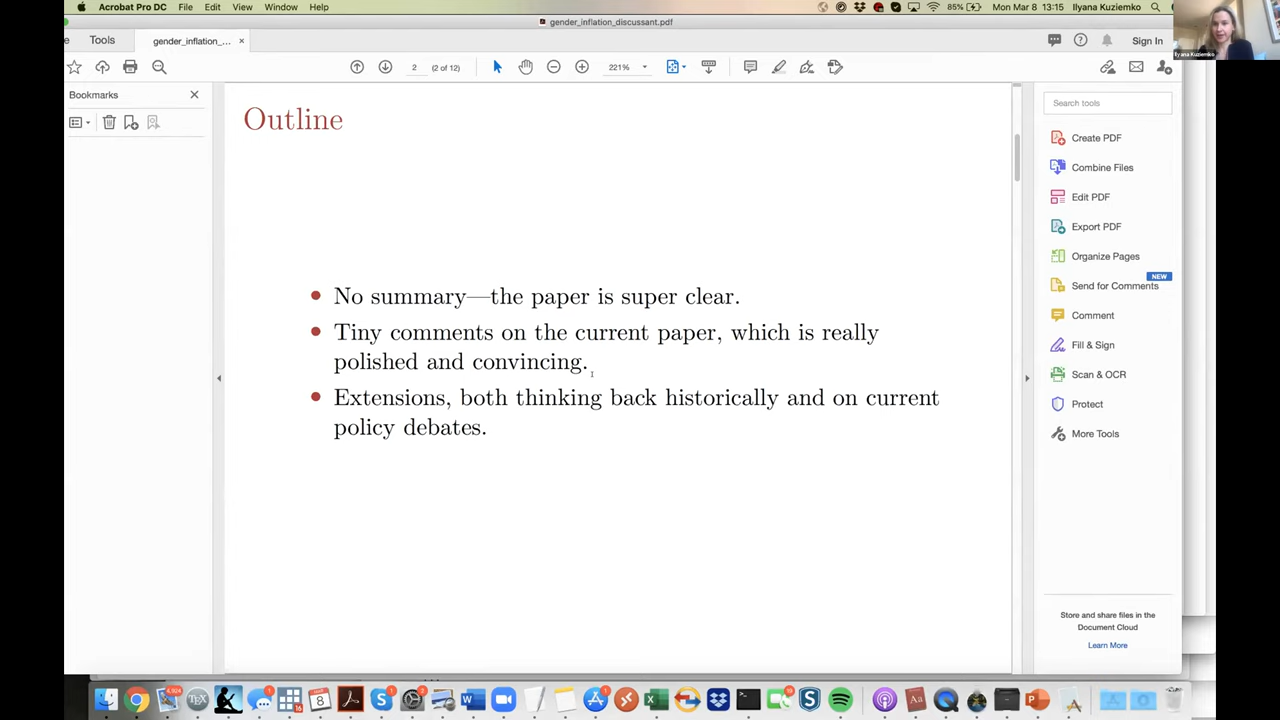 Acrobat Pro DC File Edit View Window Help 85% Mon Mar 8 13:15 Ilyana Kuziemko
gender_inflation_discussant.pdf
Tools gender_inflation_... × Sign In
Ilyana Kuziemko
2 (2 of 12) 221%
Bookmarks
Search tools
Outline
Create PDF
Combine Files
Edit PDF
Export PDF
Organize Pages
NEW
Send for Comments
Comment
Fill & Sign
Scan & OCR
Protect
More Tools
No summary—the paper is super clear.
Tiny comments on the current paper, which is really
polished and convincing.
Extensions, both thinking back historically and on current
policy debates.
Store and share files in the
Document Cloud
Learn More